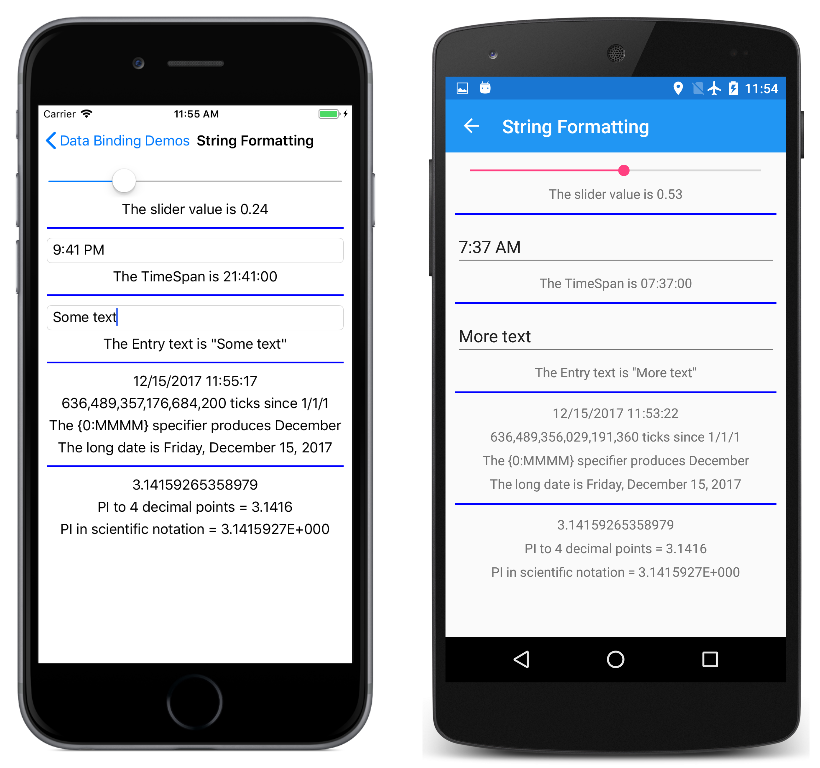 Carrier 11:55 AM
Data Binding Demos String Formatting
The slider value is 0.24
9:41 PM
The TimeSpan is 21:41:00
Some text
The Entry text is "Some text"
12/15/2017 11:55:17
636,489,357,176,684,200 ticks since 1/1/1
The {0:MMMM} specifier produces December
The long date is Friday, December 15, 2017
3.14159265358979
PI to 4 decimal points = 3.1416
PI in scientific notation = 3.1415927E+000
11:54
String Formatting
The slider value is 0.53
7:37 AM
The TimeSpan is 07:37:00
More text
The Entry text is "More text"
12/15/2017 11:53:22
636,489,356,029,191,360 ticks since 1/1/1
The {0:MMMM} specifier produces December
The long date is Friday, December 15, 2017
3.14159265358979
PI to 4 decimal points = 3.1416
PI in scientific notation = 3.1415927E+000